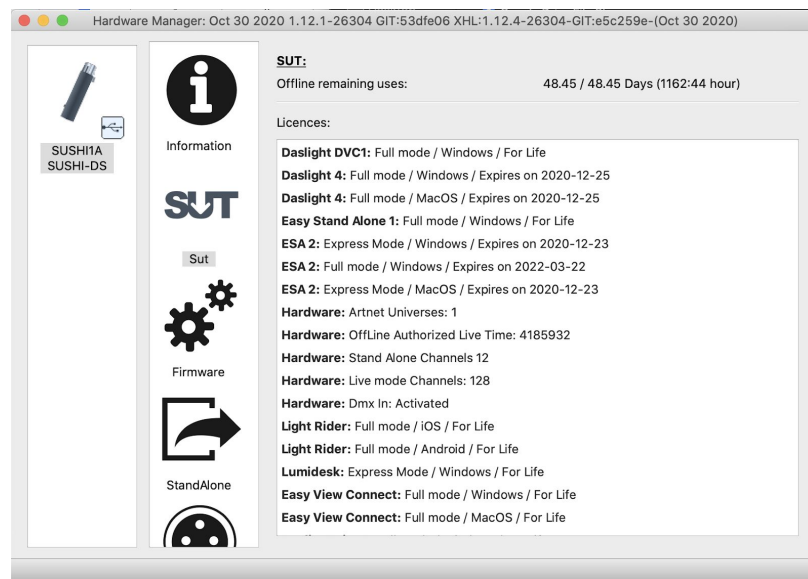 Hardware Manager: Oct 30 2020 1.12.1-26304 GIT:53dfe06 XHL:1.12.4-26304-GIT:e5c259e-(Oct 30 2020)
SUSHI1A
SUSHI-DS
Information
SUT
Sut
Firmware
StandAlone
SUT:
Offline remaining uses: 48.45 / 48.45 Days (1162:44 hour)
Licences:
Daslight DVC1: Full mode / Windows / For Life
Daslight 4: Full mode / Windows / Expires on 2020-12-25
Daslight 4: Full mode / MacOS / Expires on 2020-12-25
Easy Stand Alone 1: Full mode / Windows / For Life
ESA 2: Express Mode / Windows / Expires on 2020-12-23
ESA 2: Full mode / Windows / Expires on 2022-03-22
ESA 2: Express Mode / MacOS / Expires on 2020-12-23
Hardware: Artnet Universes: 1
Hardware: OffLine Authorized Live Time: 4185932
Hardware: Stand Alone Channels 12
Hardware: Live mode Channels: 128
Hardware: Dmx In: Activated
Light Rider: Full mode / iOS / For Life
Light Rider: Full mode / Android / For Life
Lumidesk: Express Mode / Windows / For Life
Easy View Connect: Full mode / Windows / For Life
Easy View Connect: Full mode / MacOS / For Life